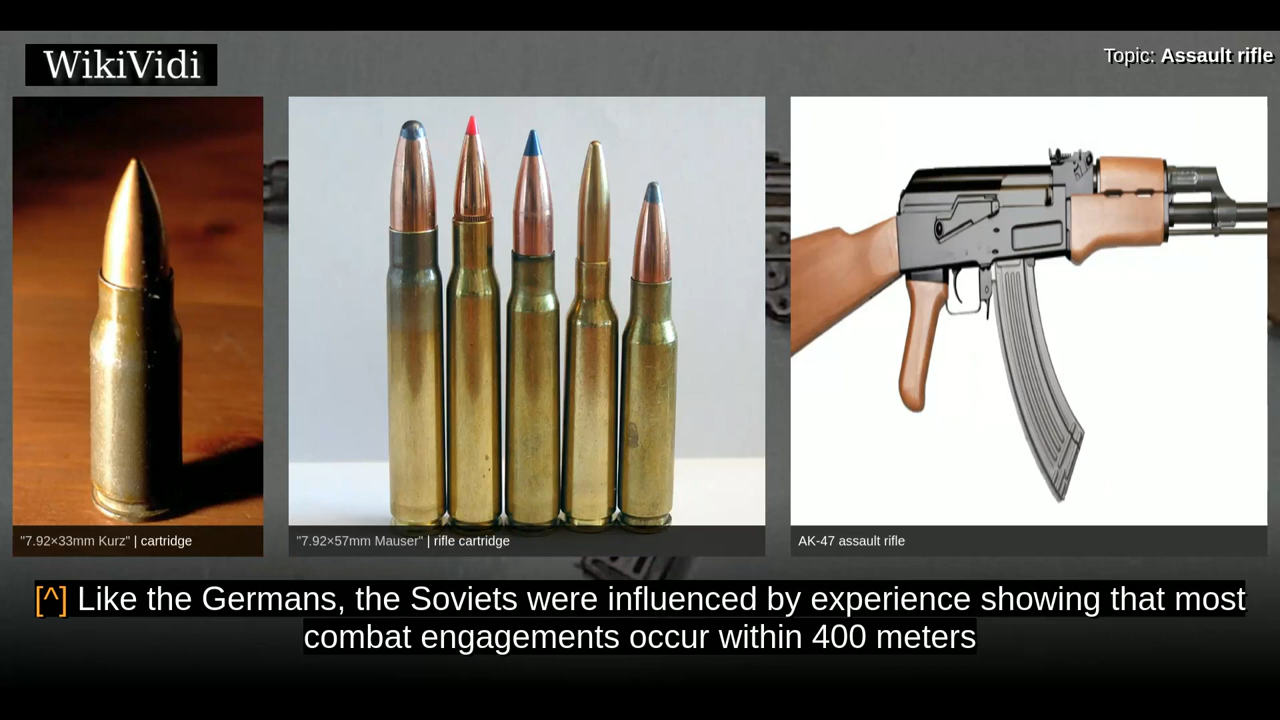 WikiVidi
Topic: Assault rifle
"7.92×33mm Kurz" | cartridge
"7.92×57mm Mauser" | rifle cartridge
AK-47 assault rifle
[^] Like the Germans, the Soviets were influenced by experience showing that most
combat engagements occur within 400 meters